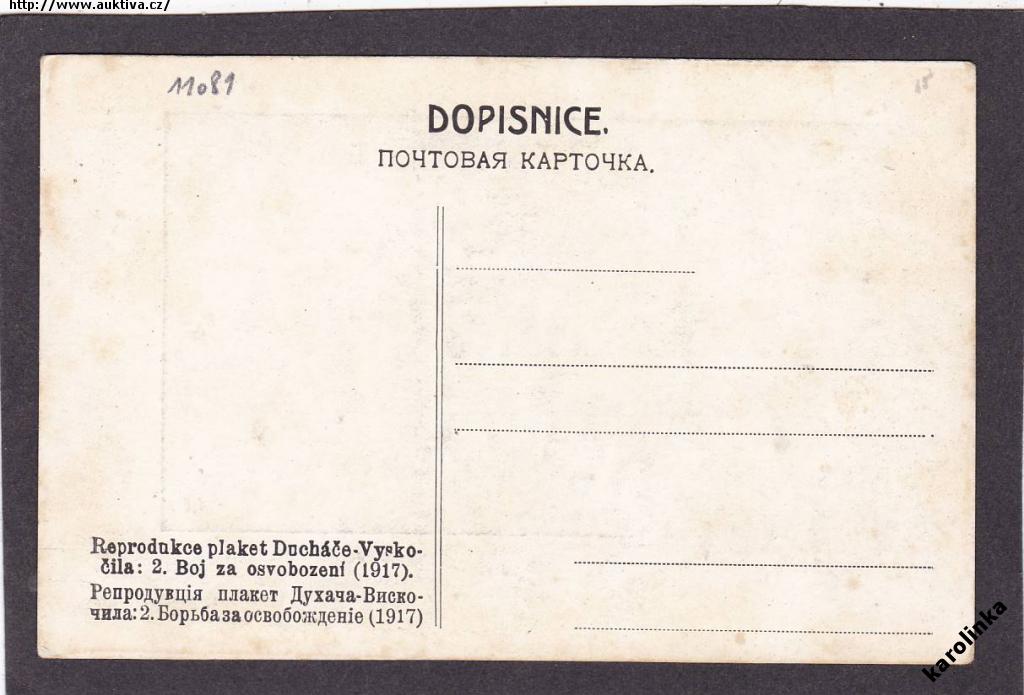 http://www.auktiva.cz/
11081
DOPISNICE.
ПОЧТОВАЯ КАРТОЧКА.
Reprodukce plaket Ducháče-Vysko-
čila: 2. Boj za osvobození (1917).
Репродукція плакет Духача-Виско-
чила: 2. Борьба за освобожденіе (1917)
karolinka